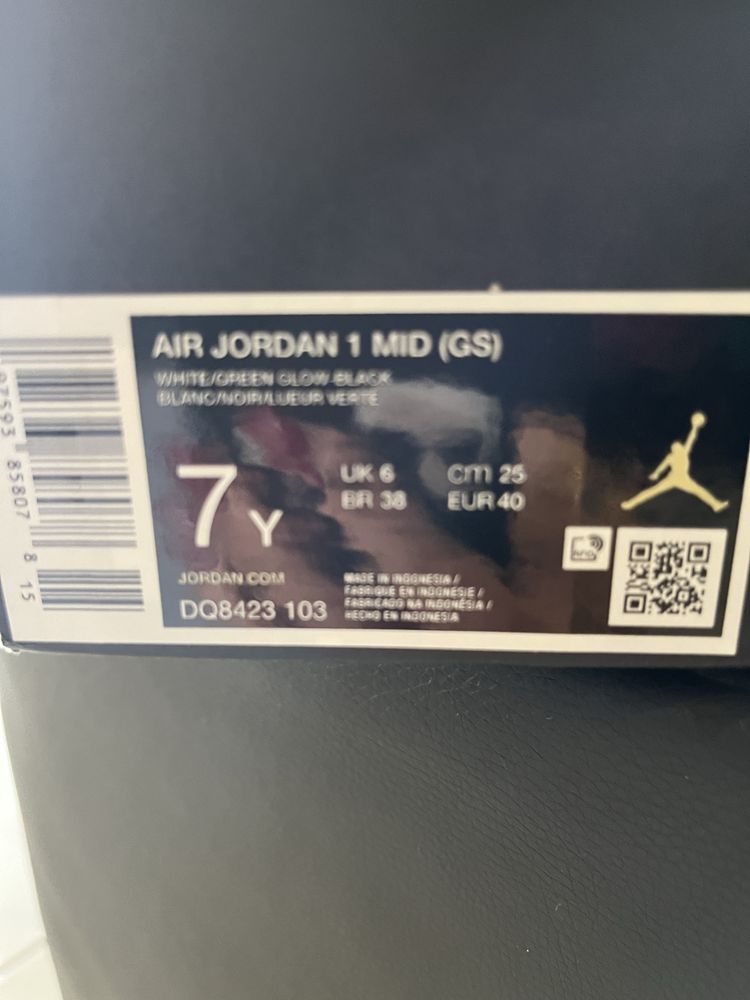 AIR JORDAN 1 MID (GS)
WHITE/GREEN GLOW-BLACK
BLANC/NOIR/LUEUR VERTE
7Y
UK 6 CM 25
BR 38 EUR 40
JORDAN.COM
DQ8423 103
MADE IN INDONESIA /
FABRIQUÉ EN INDONESIE /
FABRICADO NA INDONÉSIA /
HECHO EN INDONESIA
97593 85807 8 15